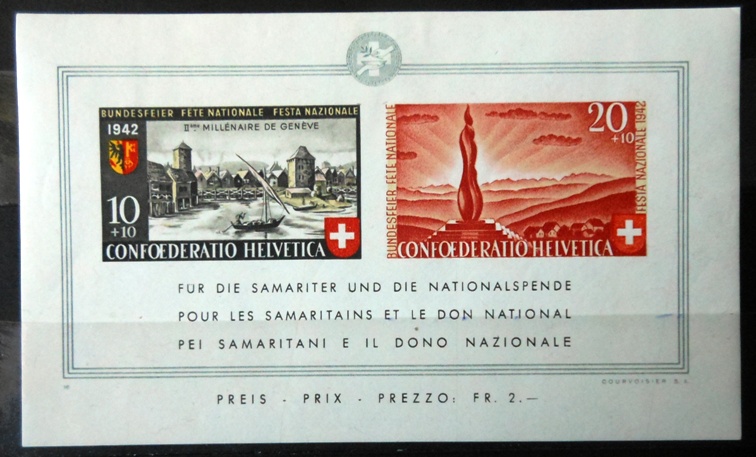 BUNDESFEIER FÊTE NATIONALE FESTA NAZIONALE
1942
IIème MILLÉNAIRE DE GENÈVE
10
+10
CONFOEDERATIO HELVETICA
BUNDESFEIER FÊTE NATIONALE
20
+10
FESTA NAZIONALE 1942
CONFOEDERATIO HELVETICA
FÜR DIE SAMARITER UND DIE NATIONALSPENDE
POUR LES SAMARITAINS ET LE DON NATIONAL
PEI SAMARITANI E IL DONO NAZIONALE
COURVOISIER S. A.
PREIS - PRIX - PREZZO: FR. 2.—